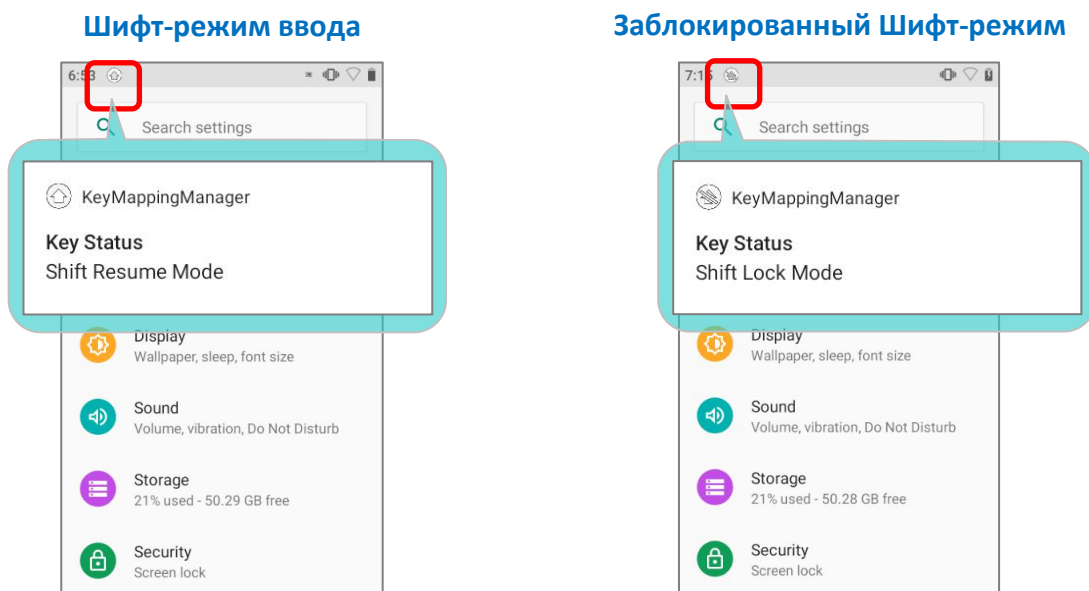 Шифт-режим ввода
6:53
Search settings
KeyMappingManager
Key Status
Shift Resume Mode
Display
Wallpaper, sleep, font size
Sound
Volume, vibration, Do Not Disturb
Storage
21% used - 50.29 GB free
Security
Screen lock
Заблокированный Шифт-режим
Search settings
KeyMappingManager
Key Status
Shift Lock Mode
Display
Wallpaper, sleep, font size
Sound
Volume, vibration, Do Not Disturb
Storage
21% used - 50.28 GB free
Security
Screen lock